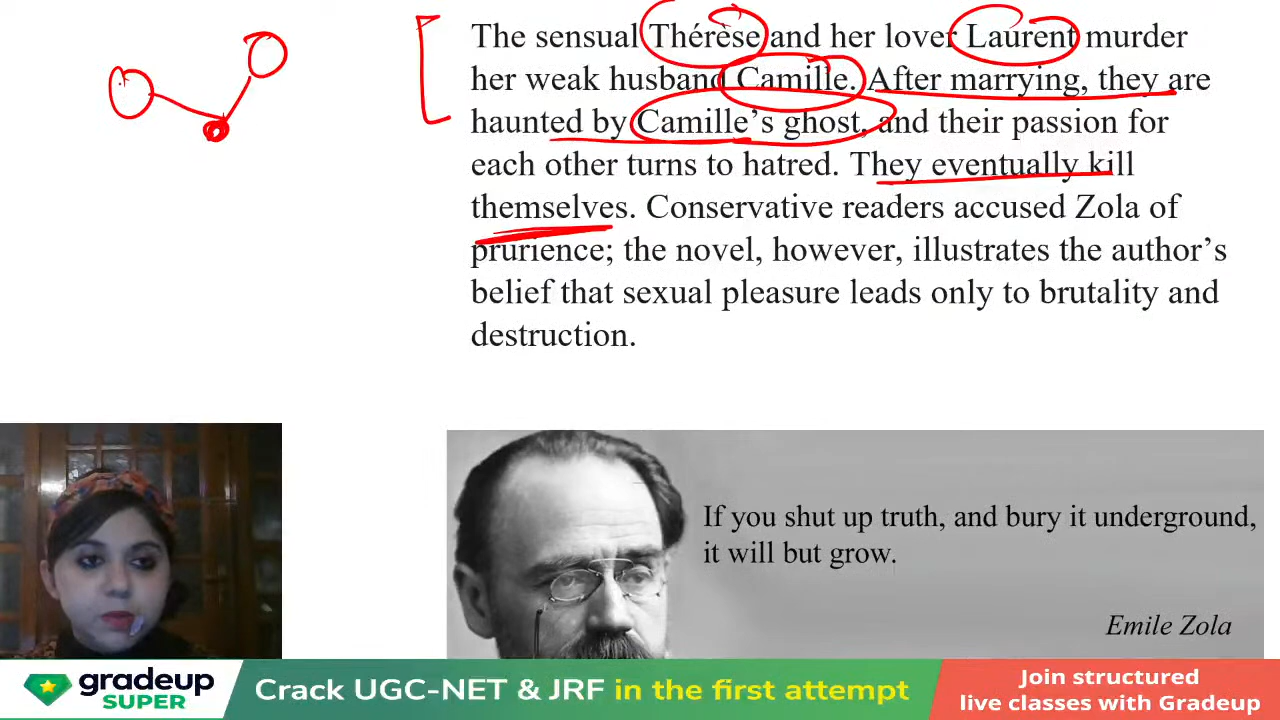 The sensual Thérèse and her lover Laurent murder
her weak husband Camille. After marrying, they are
haunted by Camille’s ghost, and their passion for
each other turns to hatred. They eventually kill
themselves. Conservative readers accused Zola of
prurience; the novel, however, illustrates the author’s
belief that sexual pleasure leads only to brutality and
destruction.
If you shut up truth, and bury it underground,
it will but grow.
Emile Zola
gradeup
SUPER
Crack UGC-NET & JRF in the first attempt
Join structured
live classes with Gradeup